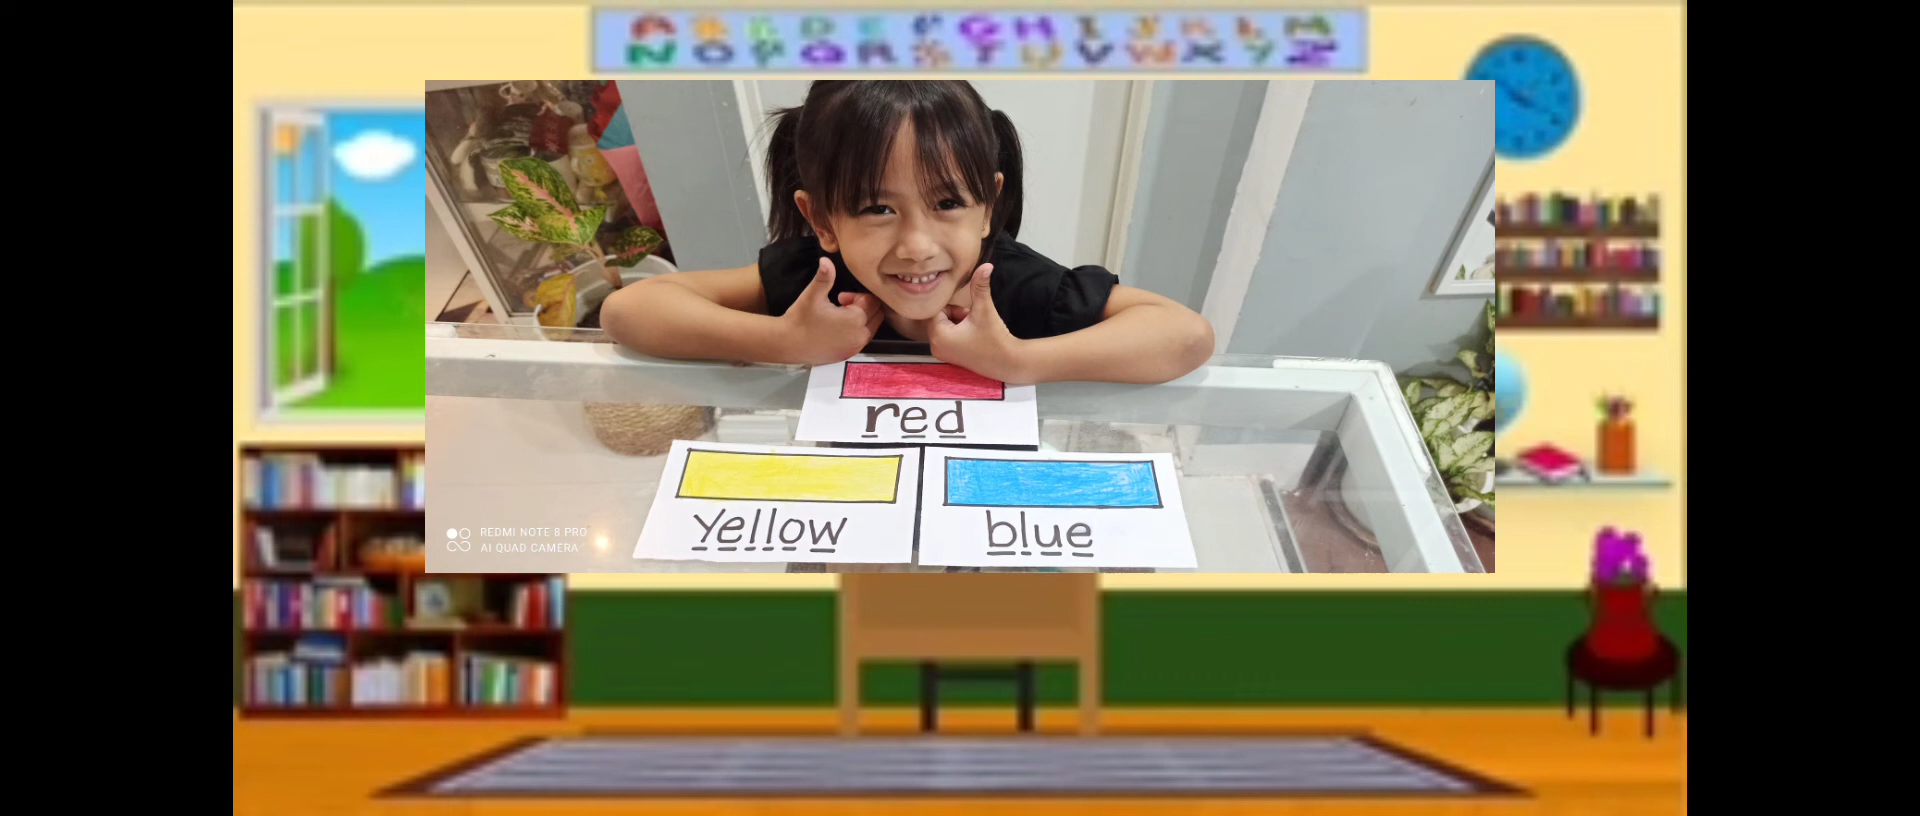 A B C D E F G H I J K L M
N O P Q R S T U V W X Y Z
red
yellow
blue
REDMI NOTE 8 PRO
AI QUAD CAMERA